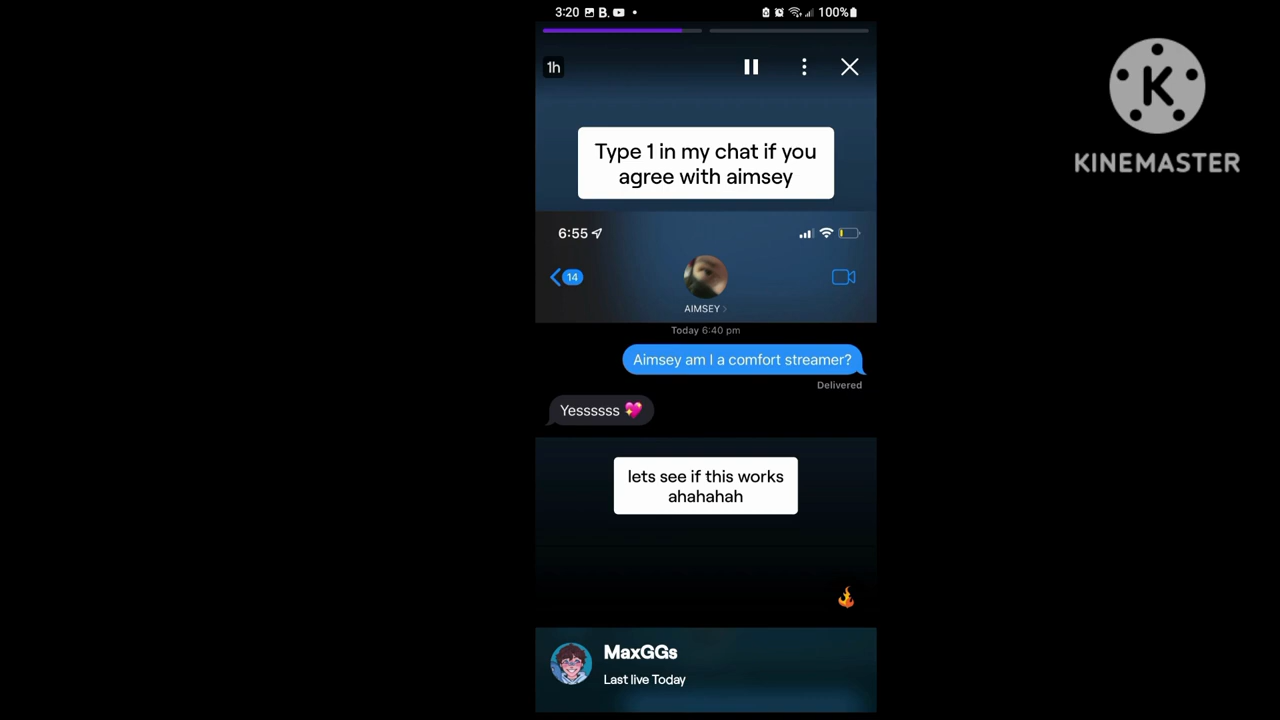 3:20 B. 100%
1h
Type 1 in my chat if you
agree with aimsey
6:55
14
AIMSEY
Today 6:40 pm
Aimsey am I a comfort streamer?
Delivered
Yessssss 💖
lets see if this works
ahahahah
🔥
MaxGGs
Last live Today
K
KINEMASTER